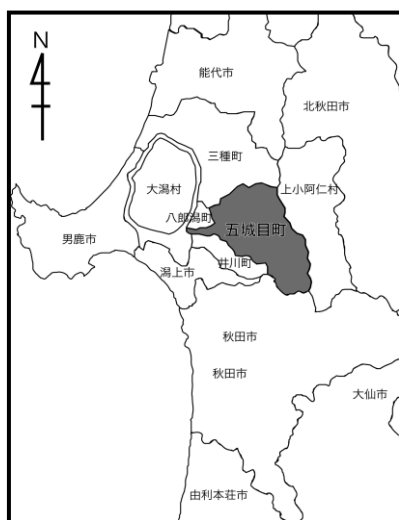 N
能代市
北秋田市
三種町
大潟村
上小阿仁村
八郎潟町
五城目町
男鹿市
井川町
潟上市
秋田市
秋田市
大仙市
由利本荘市